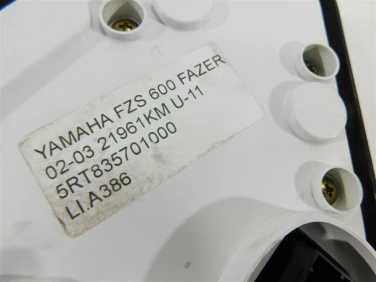 YAMAHA FZS 600 FAZER
02-03 21961KM U-11
5RT835701000
LI.A386